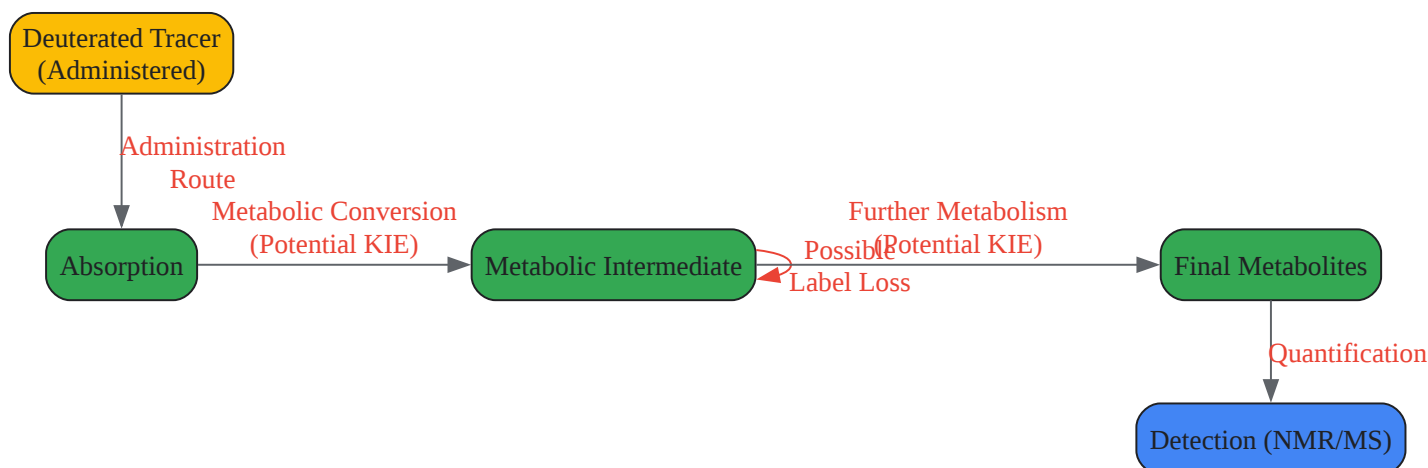 Deuterated Tracer
(Administered)
Administration
Route
Absorption
Metabolic Conversion
(Potential KIE)
Metabolic Intermediate
Possible
Label Loss
Further Metabolism
(Potential KIE)
Final Metabolites
Quantification
Detection (NMR/MS)